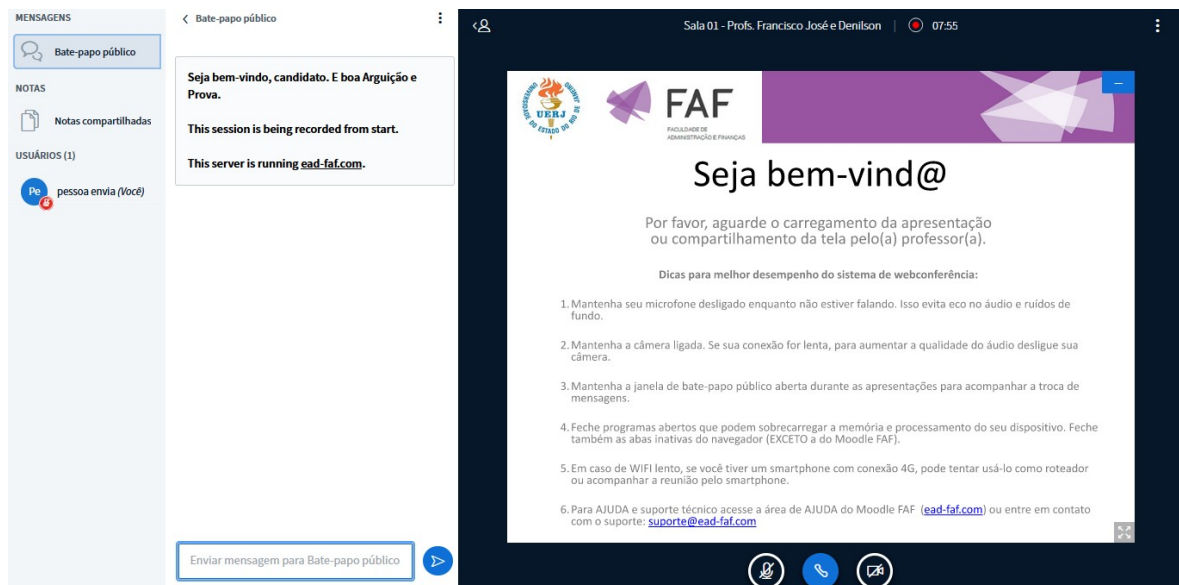 MENSAGENS
Bate-papo público
NOTAS
Notas compartilhadas
USUÁRIOS (1)
Pe
pessoa envia (Você)
Bate-papo público
Seja bem-vindo, candidato. E boa Arguição e
Prova.
This session is being recorded from start.
This server is running ead-faf.com.
Enviar mensagem para Bate-papo público
Sala 01 - Profs. Francisco José e Denilson | 07:55
UERJ
UNIVERSIDADE DO ESTADO DO RIO DE JANEIRO
FAF
FACULDADE DE
ADMINISTRAÇÃO E FINANÇAS
Seja bem-vind@
Por favor, aguarde o carregamento da apresentação
ou compartilhamento da tela pelo(a) professor(a).
Dicas para melhor desempenho do sistema de webconferência:
1. Mantenha seu microfone desligado enquanto não estiver falando. Isso evita eco no áudio e ruídos de
fundo.
2. Mantenha a câmera ligada. Se sua conexão for lenta, para aumentar a qualidade do áudio desligue sua
câmera.
3. Mantenha a janela de bate-papo público aberta durante as apresentações para acompanhar a troca de
mensagens.
4. Feche programas abertos que podem sobrecarregar a memória e processamento do seu dispositivo. Feche
também as abas inativas do navegador (EXCETO a do Moodle FAF).
5. Em caso de WIFI lento, se você tiver um smartphone com conexão 4G, pode tentar usá-lo como roteador
ou acompanhar a reunião pelo smartphone.
6. Para AJUDA e suporte técnico acesse a área de AJUDA do Moodle FAF (ead-faf.com) ou entre em contato
com o suporte: suporte@ead-faf.com